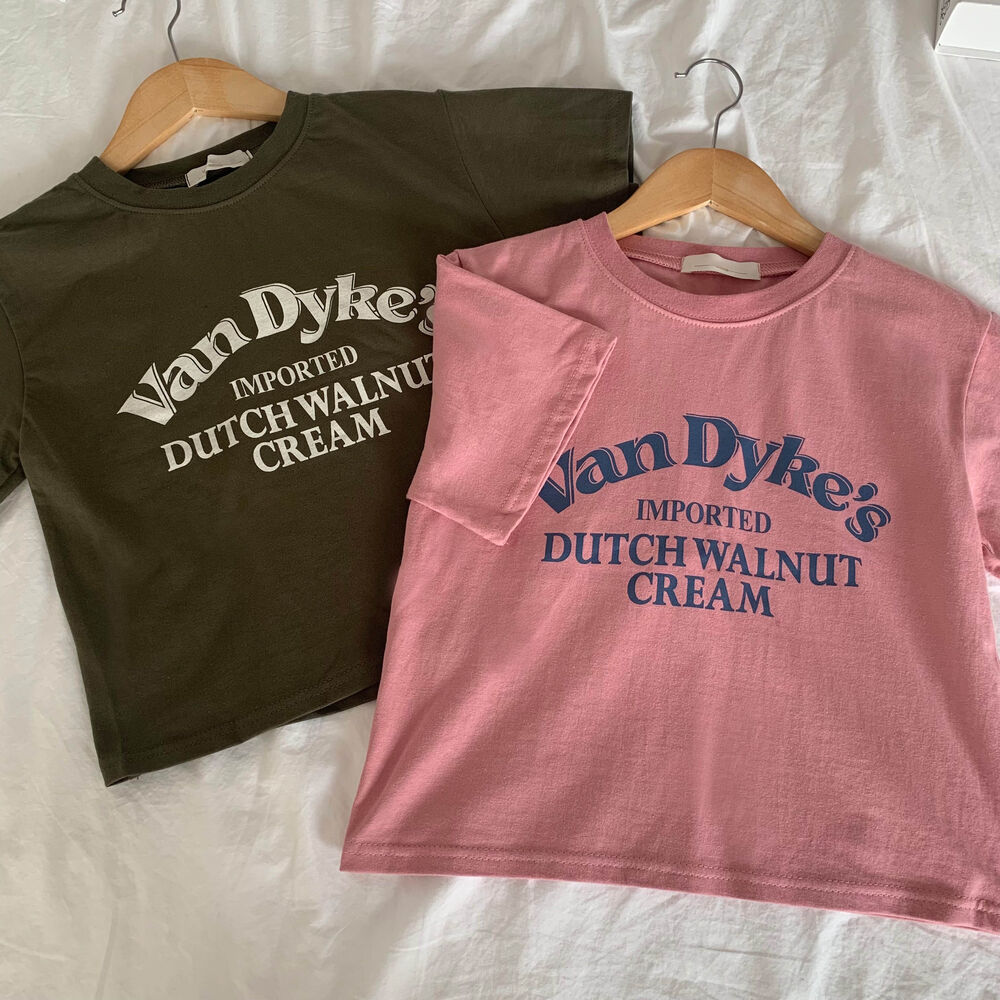 Van Dyke's
IMPORTED
DUTCH WALNUT
CREAM
Van Dyke's
IMPORTED
DUTCH WALNUT
CREAM